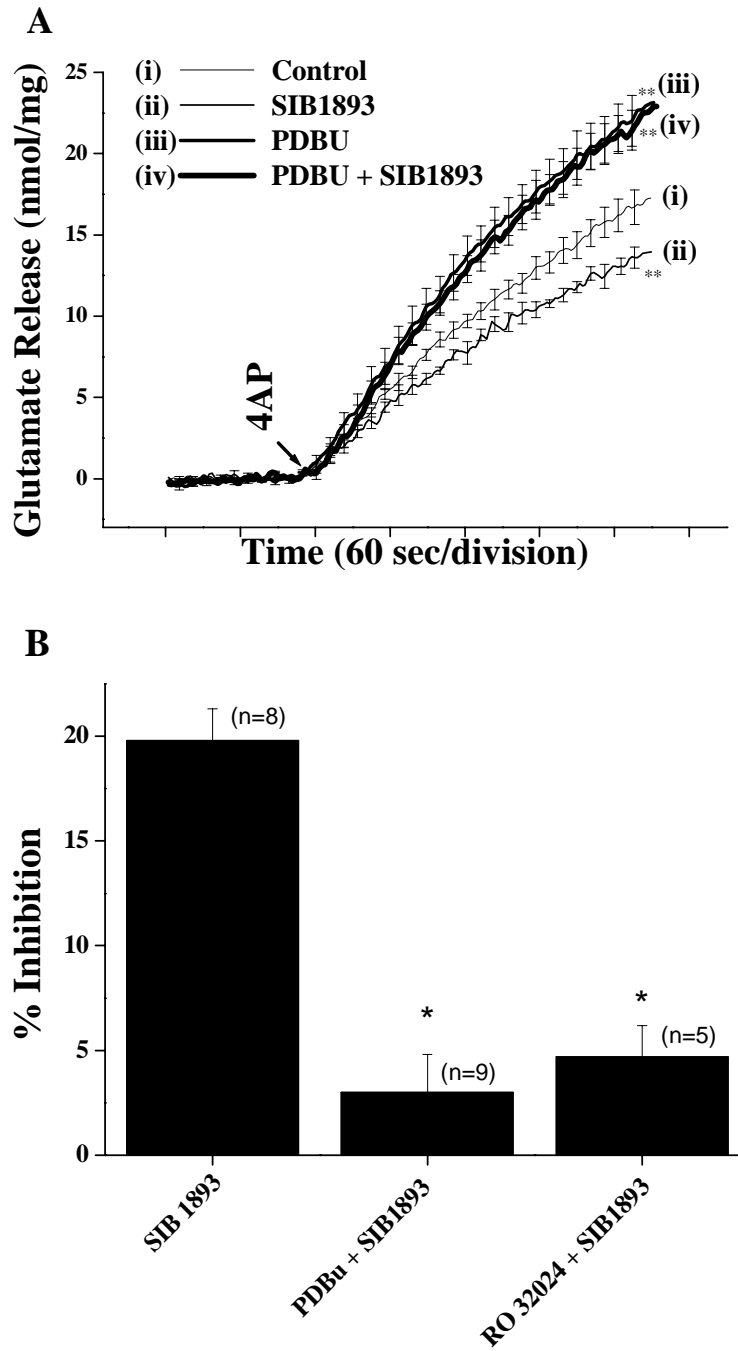 A
Glutamate Release (nmol/mg)
25
20
15
10
5
0
(i) Control
(ii) SIB1893
(iii) PDBU
(iv) PDBU + SIB1893
** (iii)
** (iv)
(i)
(ii)
**
4AP
Time (60 sec/division)
B
% Inhibition
20
15
10
5
0
(n=8)
*
(n=9)
*
(n=5)
SIB 1893
PDBu + SIB1893
RO 32024 + SIB1893